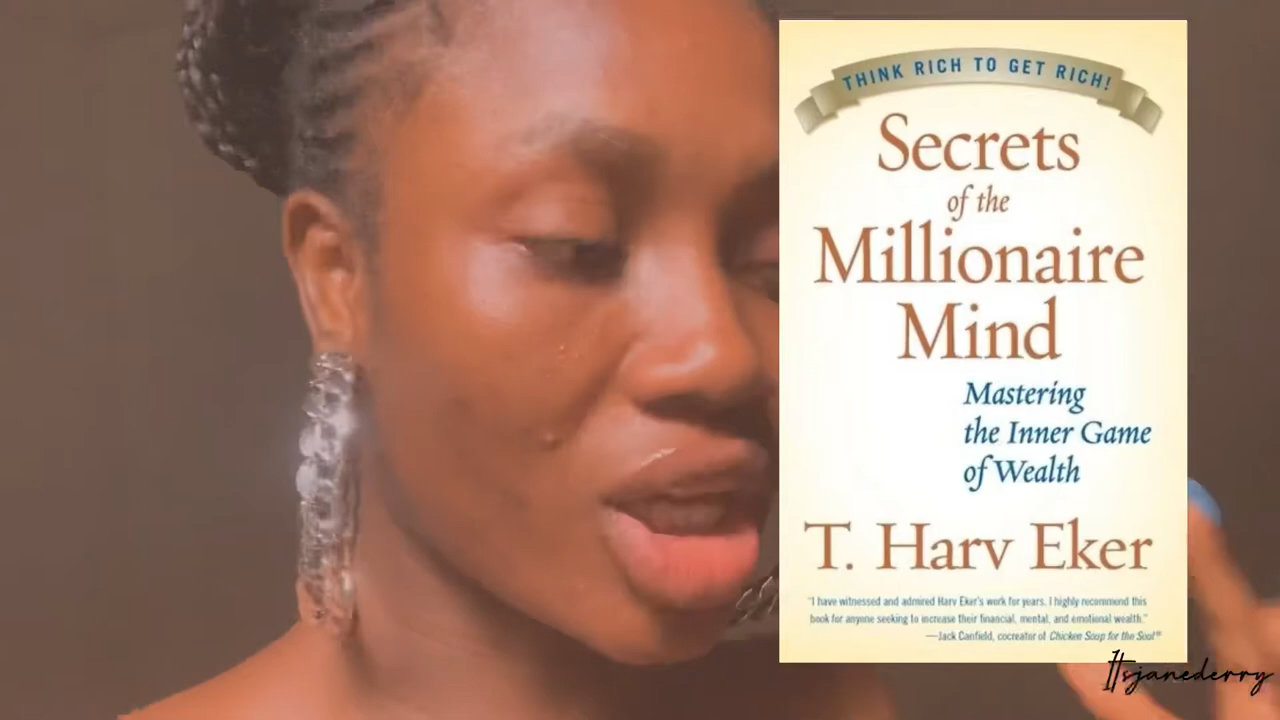 THINK RICH TO GET RICH!
Secrets
of the
Millionaire
Mind
Mastering
the Inner Game
of Wealth
T. Harv Eker
"I have witnessed and admired Harv Eker's work for years. I highly recommend this
book for anyone seeking to increase their financial, mental, and emotional wealth."
—Jack Canfield, cocreator of Chicken Soup for the Soul®
Itsjanederry